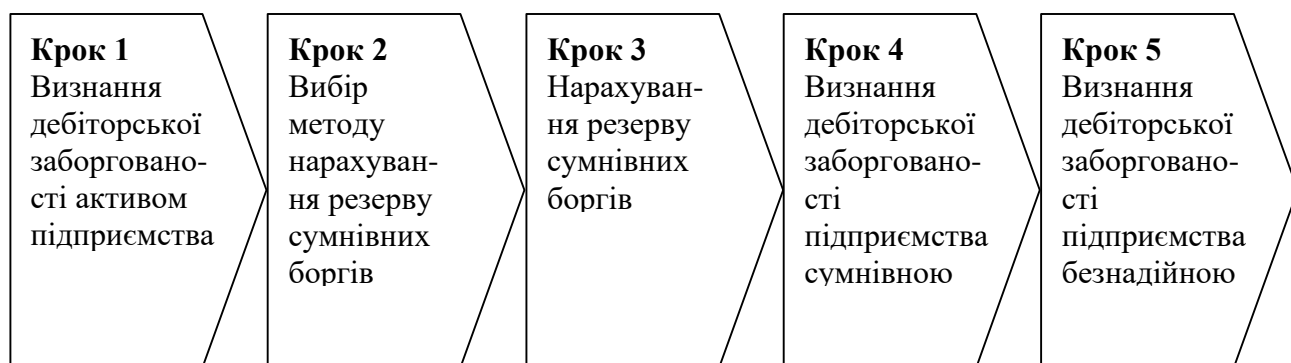 Крок 1
Визнання
дебіторської
заборговано-
сті активом
підприємства
Крок 2
Вибір
методу
нарахуван-
ня резерву
сумнівних
боргів
Крок 3
Нарахуван-
ня резерву
сумнівних
боргів
Крок 4
Визнання
дебіторської
заборговано-
сті
підприємства
сумнівною
Крок 5
Визнання
дебіторської
заборговано-
сті
підприємства
безнадійною